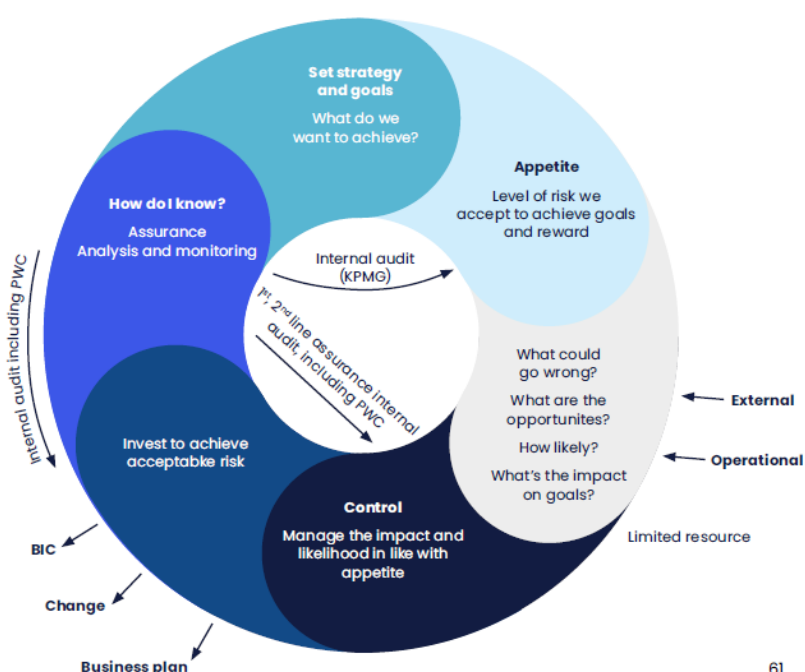 Set strategy
and goals
What do we
want to achieve?
Appetite
Level of risk we
accept to achieve goals
and reward
How do I know?
Assurance
Analysis and monitoring
Internal audit
(KPMG)
1st, 2nd line assurance internal
audit, including PWC
Internal audit including PWC
What could
go wrong?
What are the
opportunites?
How likely?
What's the impact
on goals?
External
Operational
Limited resource
Invest to achieve
acceptabke risk
Control
Manage the impact and
likelihood in like with
appetite
BIC
Change
Business plan
61